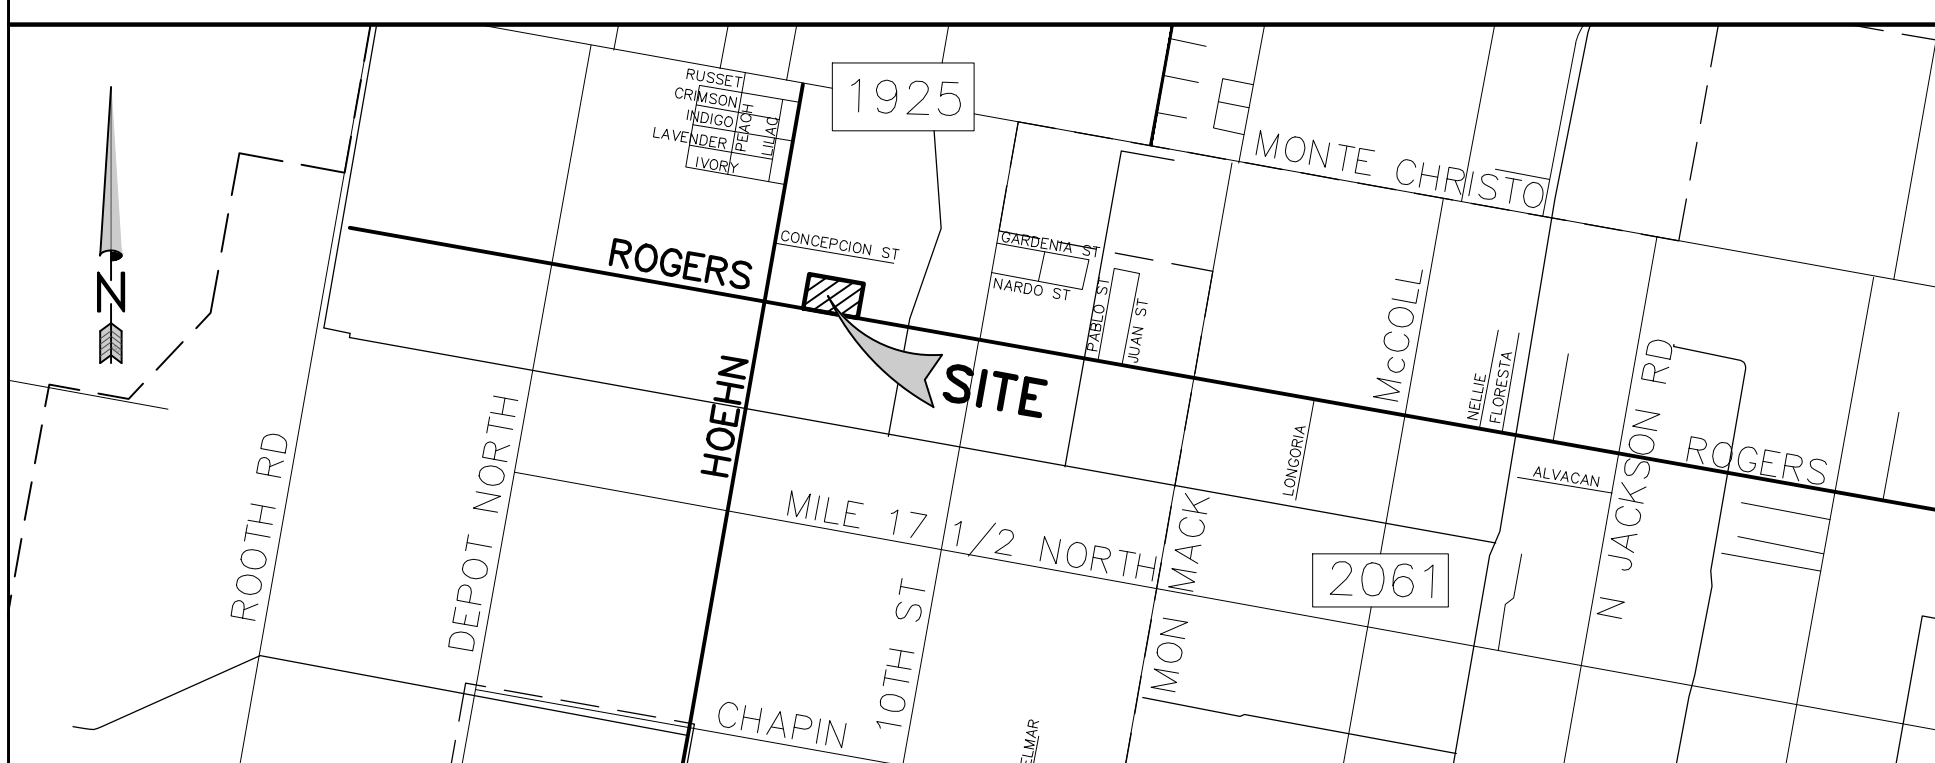 RUSSET
CRIMSON
INDIGO
LAVENDER
IVORY
PEACH
LILAC
1925
MONTE CHRISTO
N
ROGERS
CONCEPCION ST
GARDENIA ST
NARDO ST
PABLO ST
JUAN ST
McCOLL
NELLIE
FLORESTA
N JACKSON RD
ROGERS
ALVACAN
LONGORIA
SITE
HOEHN
ROOTH RD
DEPOT NORTH
MILE 17 1/2 NORTH
MON MACK
2061
10TH ST
CHAPIN
ELMAR